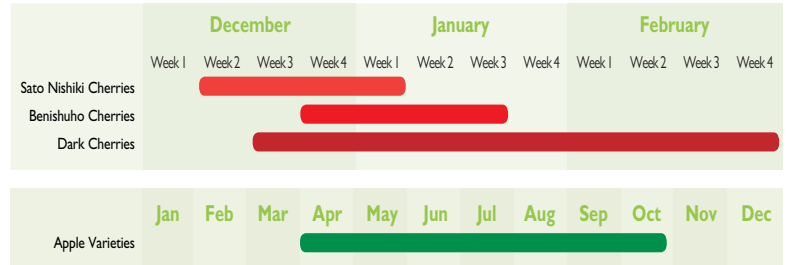 December January February
Week 1 Week 2 Week 3 Week 4 Week 1 Week 2 Week 3 Week 4 Week 1 Week 2 Week 3 Week 4
Sato Nishiki Cherries
Benishuho Cherries
Dark Cherries
Jan Feb Mar Apr May Jun Jul Aug Sep Oct Nov Dec
Apple Varieties